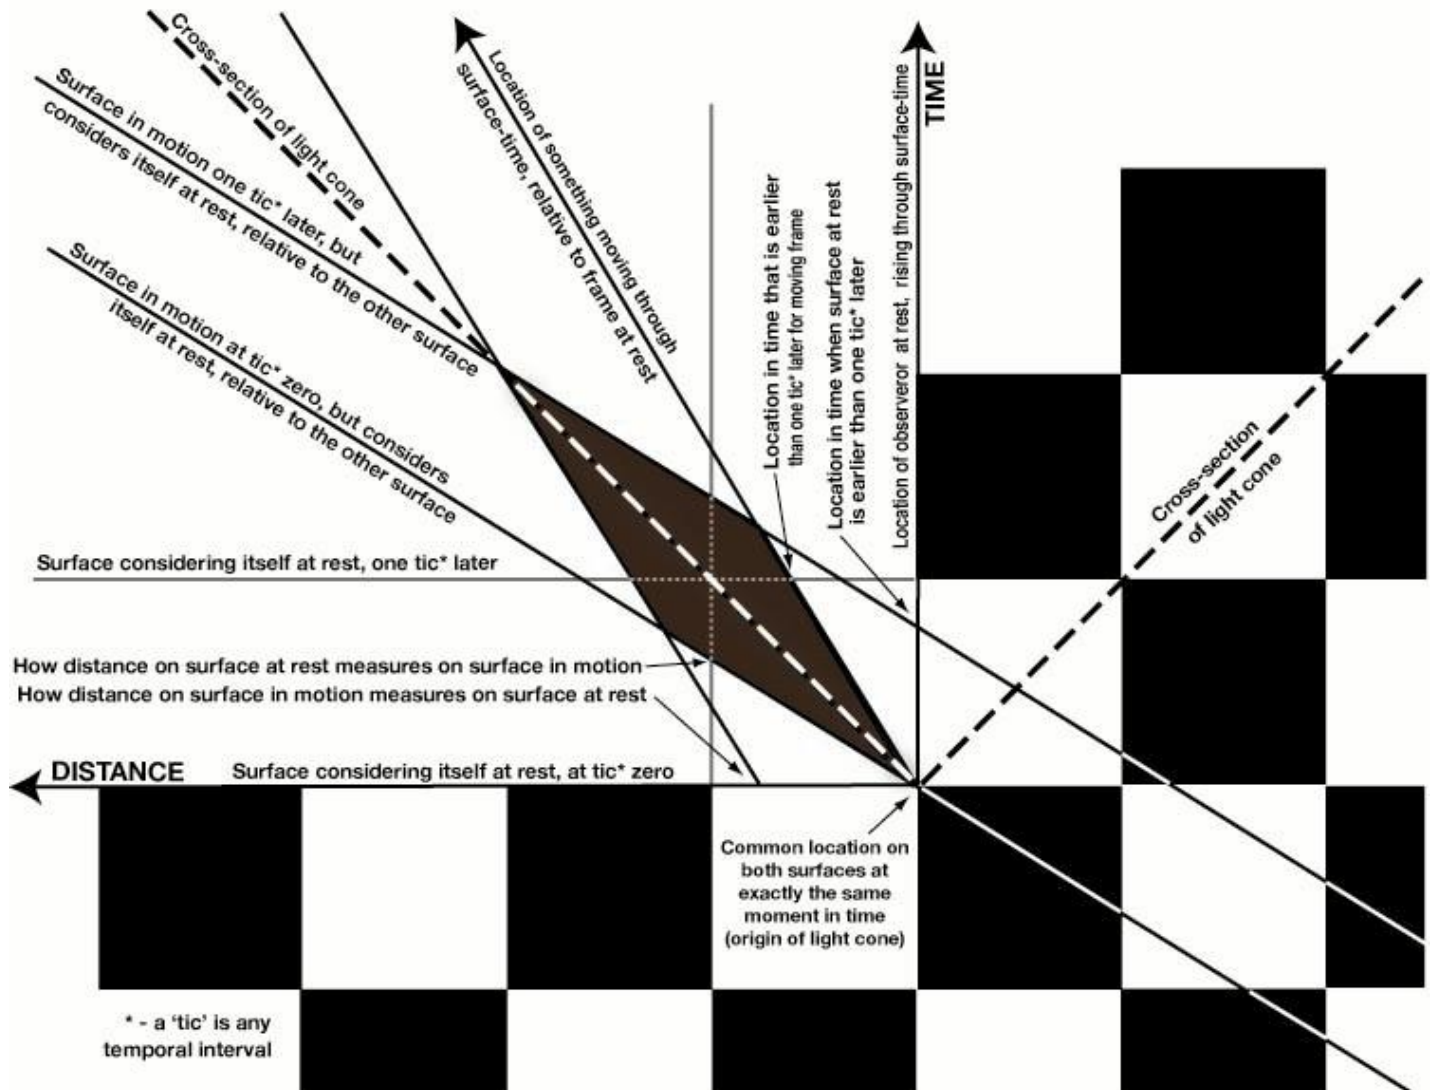 Cross-section of light cone
Surface in motion one tic* later, but
considers itself at rest, relative to the other surface
Surface in motion at tic* zero, but considers
itself at rest, relative to the other surface
Location of something moving through
surface-time, relative to frame at rest
Location in time that is earlier
than one tic* later for moving frame
Location in time when surface at rest
is earlier than one tic* later
Location of observeror at rest, rising through surface-time
TIME
Cross-section
of light cone
Surface considering itself at rest, one tic* later
How distance on surface at rest measures on surface in motion
How distance on surface in motion measures on surface at rest
DISTANCE
Surface considering itself at rest, at tic* zero
Common location on
both surfaces at
exactly the same
moment in time
(origin of light cone)
* - a ‘tic’ is any
temporal interval